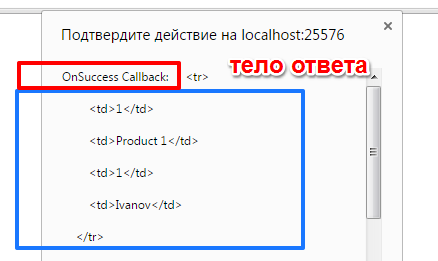 Подтвердите действие на localhost:25576
OnSuccess Callback: <tr> тело ответа
<td>1</td>
<td>Product 1</td>
<td>1</td>
<td>Ivanov</td>
</tr>